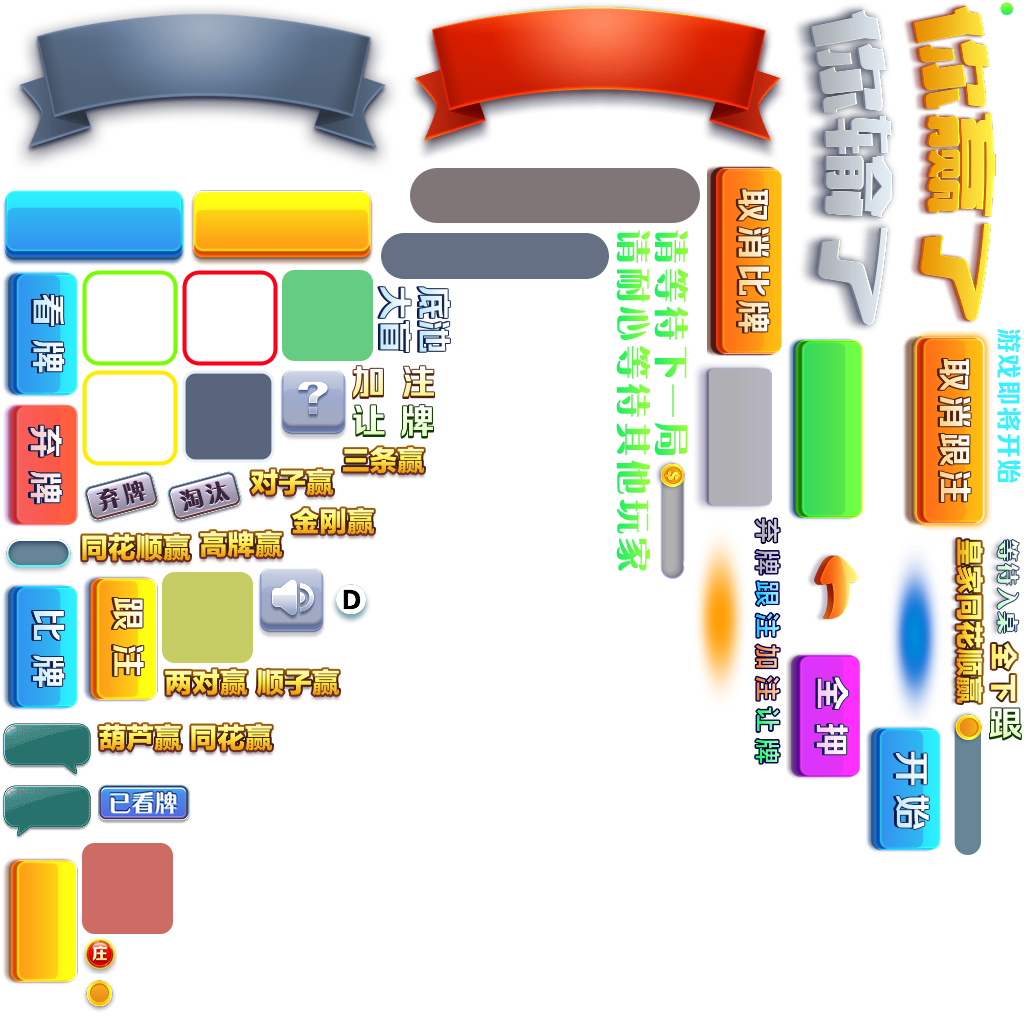 你输了
你赢了
取消比牌
请等待下一局
请耐心等待其他玩家
看牌
底池
大盲
游戏即将开始
取消跟注
?
加 注
让 牌
弃牌
三条赢
对子赢
弃牌
淘汰
金刚赢
同花顺赢
高牌赢
弃牌跟注加注让牌
等待入桌
皇家同花顺赢
全下
跟
比牌
跟注
D
两对赢
顺子赢
全押
葫芦赢
同花赢
开始
已看牌
庄